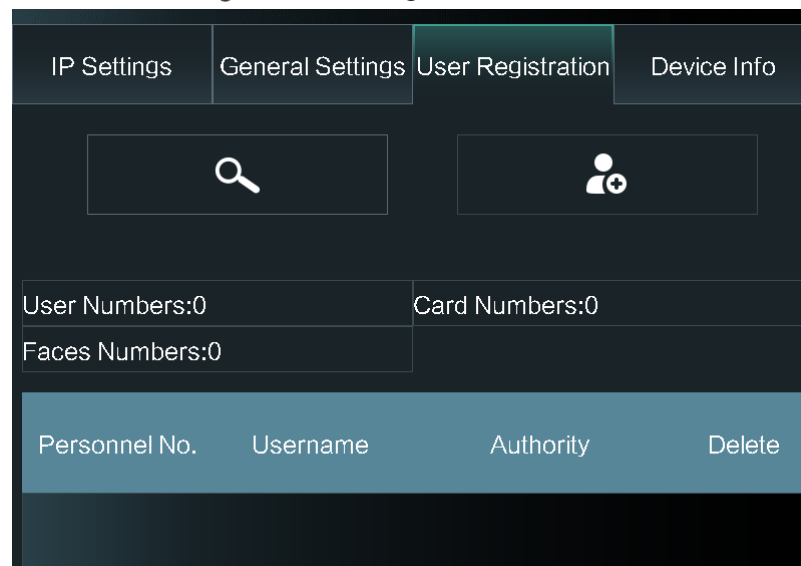 IP Settings General Settings User Registration Device Info
User Numbers:0 Card Numbers:0
Faces Numbers:0
Personnel No. Username Authority Delete